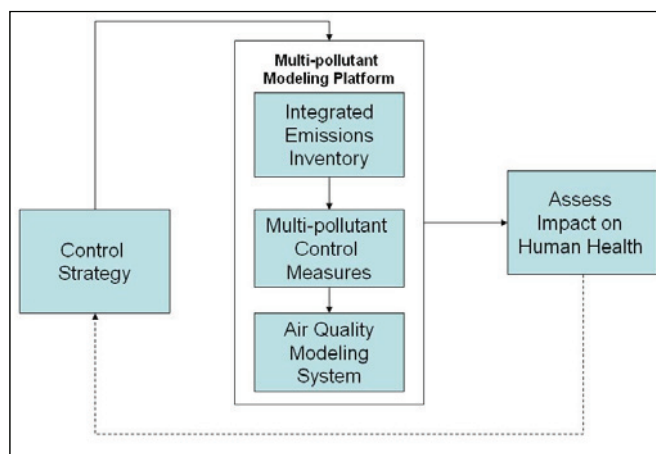 Multi-pollutant
Modeling Platform
Integrated
Emissions
Inventory
Multi-pollutant
Control
Measures
Air Quality
Modeling
System
Control
Strategy
Assess
Impact on
Human Health